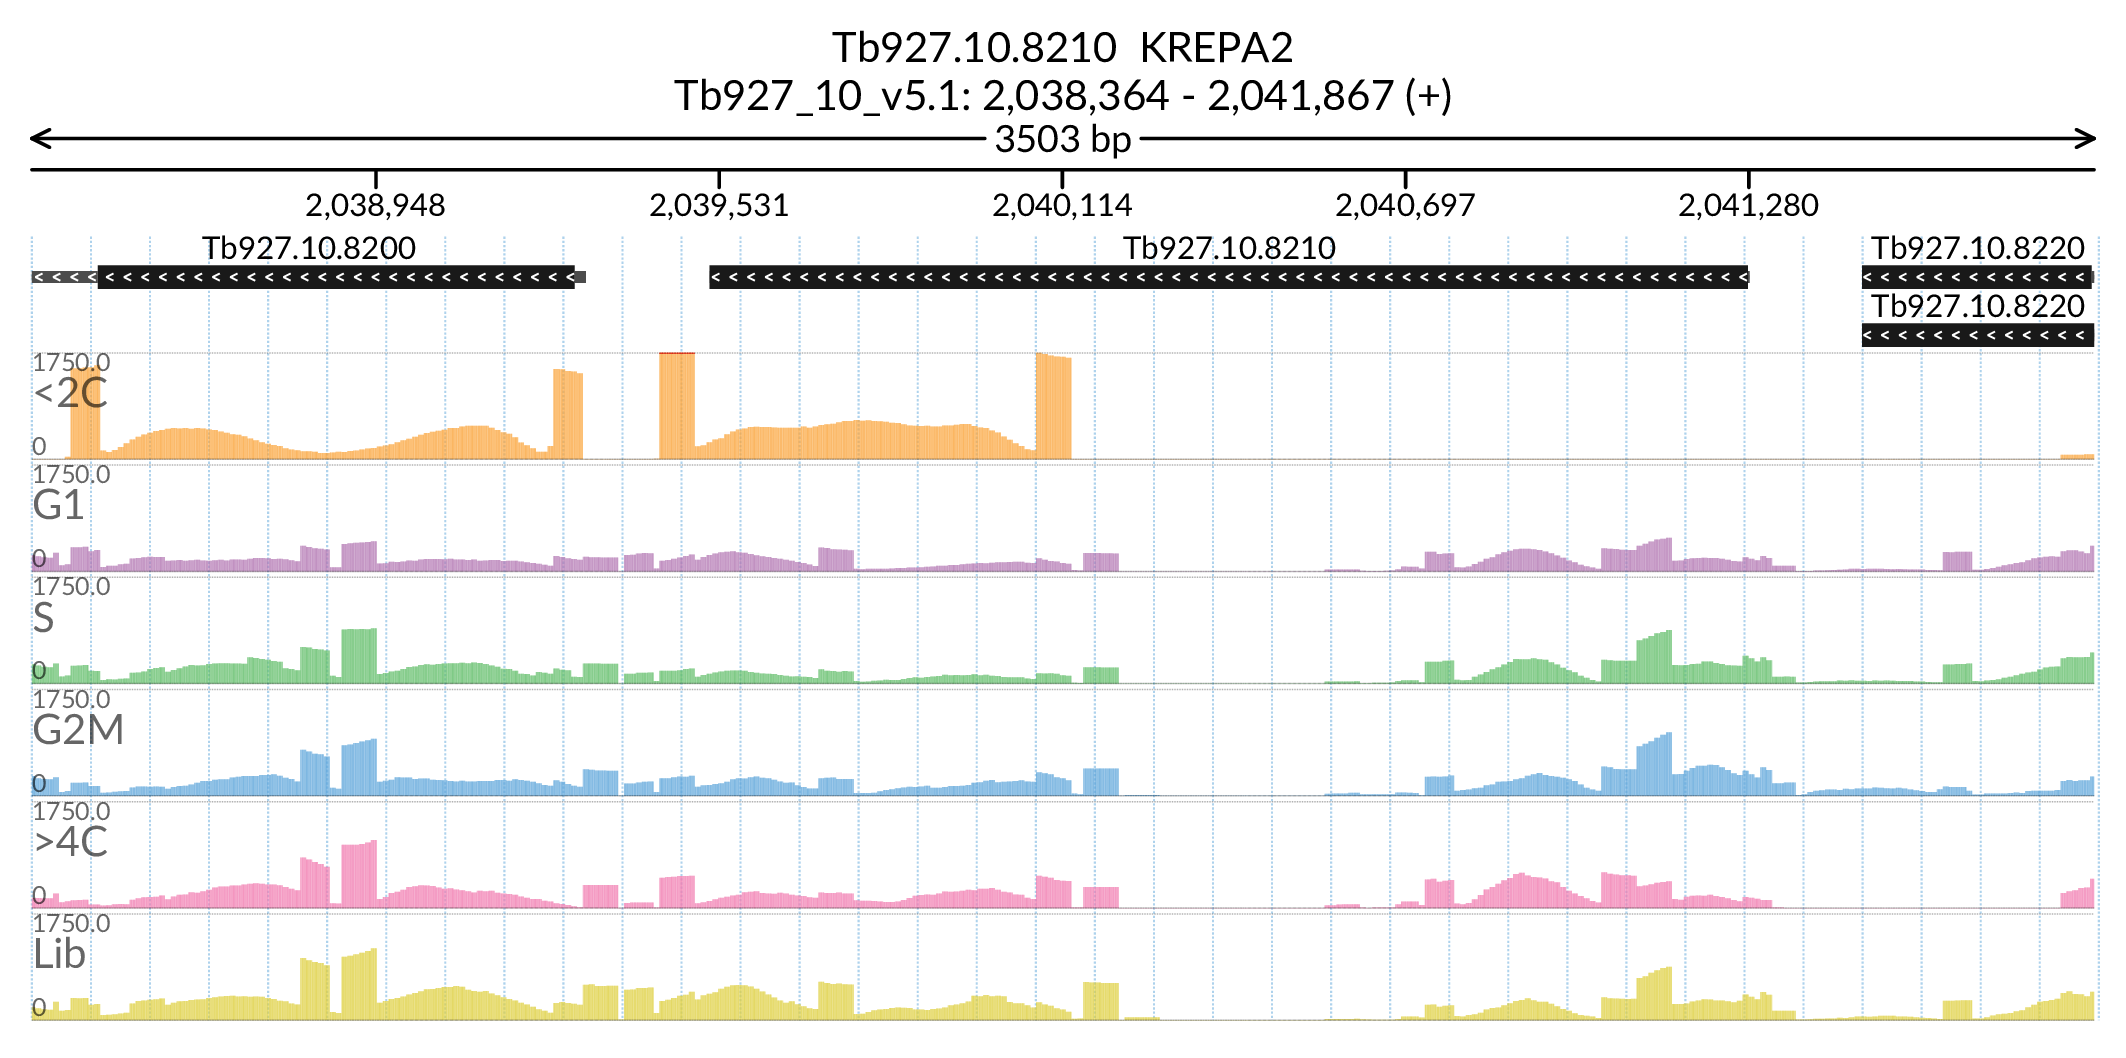 Tb927.10.8210 KREPA2
Tb927_10_v5.1: 2,038,364 - 2,041,867 (+)
3503 bp
2,038,948 2,039,531 2,040,114 2,040,697 2,041,280
Tb927.10.8200 Tb927.10.8210 Tb927.10.8220
Tb927.10.8220
1750.0
<2C
0
1750.0
G1
0
1750.0
S
0
1750.0
G2M
0
1750.0
>4C
0
1750.0
Lib
0